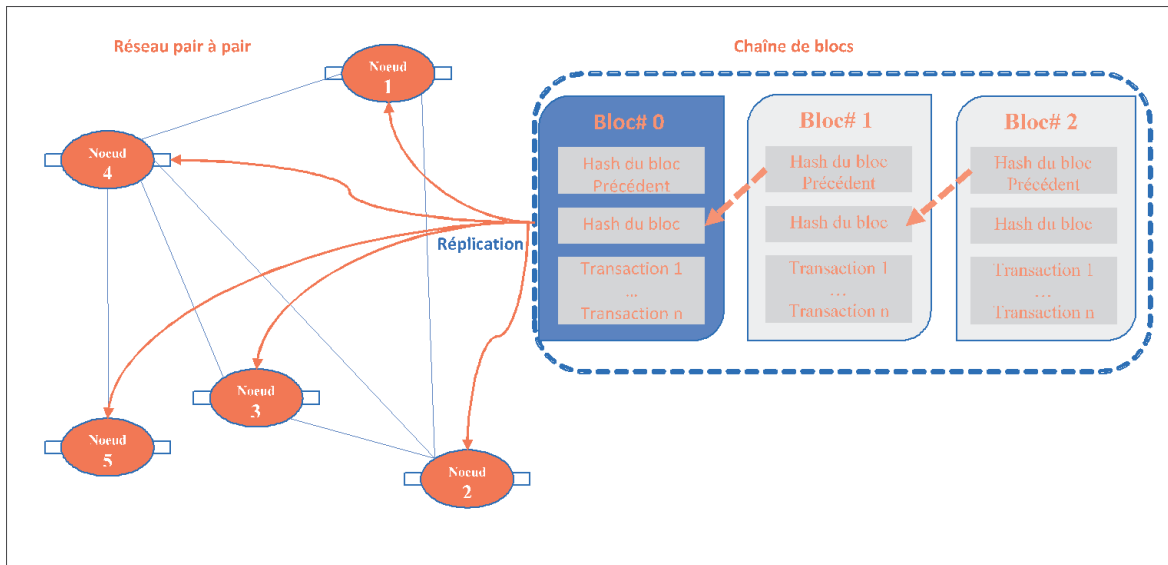 Réseau pair à pair
Chaîne de blocs
Noeud
1
Noeud
4
Noeud
3
Noeud
5
Noeud
2
Réplication
Bloc# 0
Hash du bloc
Précédent
Hash du bloc
Transaction 1
...
Transaction n
Bloc# 1
Hash du bloc
Précédent
Hash du bloc
Transaction 1
…
Transaction n
Bloc# 2
Hash du bloc
Précédent
Hash du bloc
Transaction 1
…
Transaction n